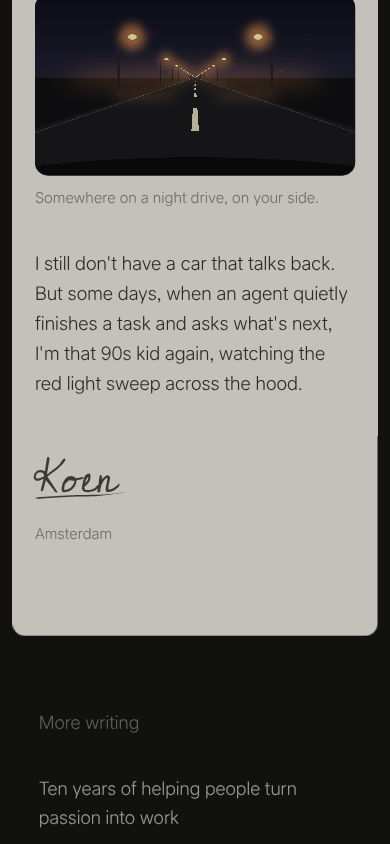 Somewhere on a night drive, on your side.
I still don't have a car that talks back.
But some days, when an agent quietly
finishes a task and asks what's next,
I'm that 90s kid again, watching the
red light sweep across the hood.
Koen
Amsterdam
More writing
Ten years of helping people turn
passion into work